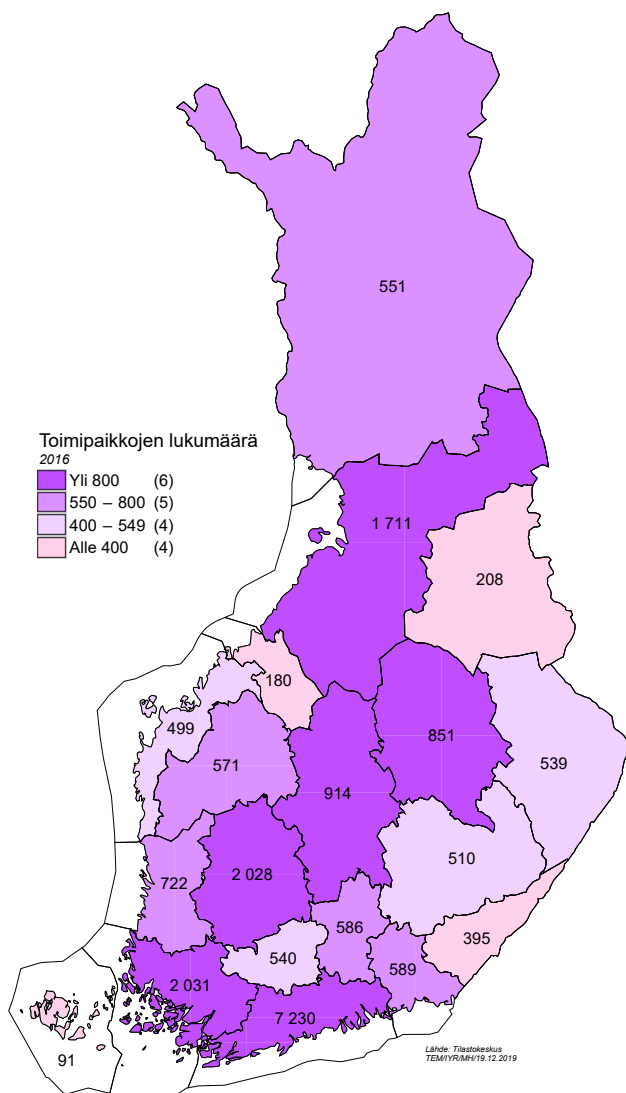 551
Toimipaikkojen lukumäärä
2016
Yli 800 (6)
550 – 800 (5)
400 – 549 (4)
Alle 400 (4)
1 711
208
180
499
851
571
539
914
510
2 028
722
586
395
540
589
2 031
7 230
91
Lähde: Tilastokeskus
TEM/IYR/MH/19.12.2019